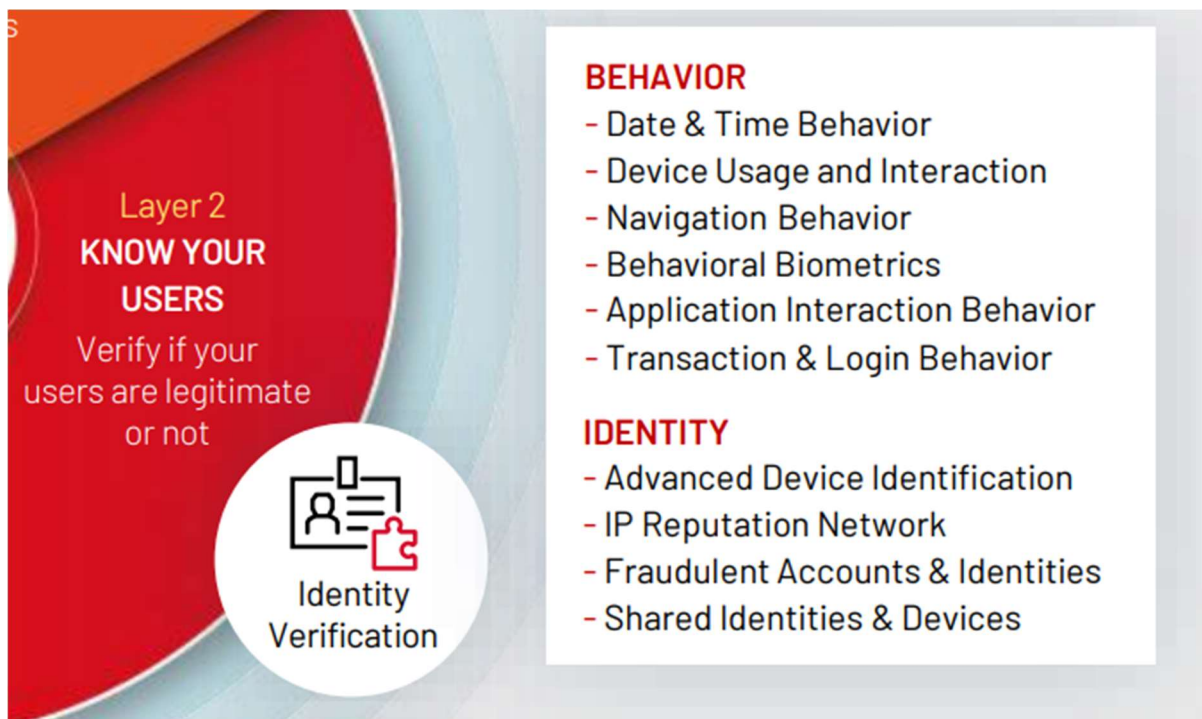 Layer 2
KNOW YOUR
USERS
Verify if your
users are legitimate
or not
Identity
Verification
BEHAVIOR
- Date & Time Behavior
- Device Usage and Interaction
- Navigation Behavior
- Behavioral Biometrics
- Application Interaction Behavior
- Transaction & Login Behavior
IDENTITY
- Advanced Device Identification
- IP Reputation Network
- Fraudulent Accounts & Identities
- Shared Identities & Devices